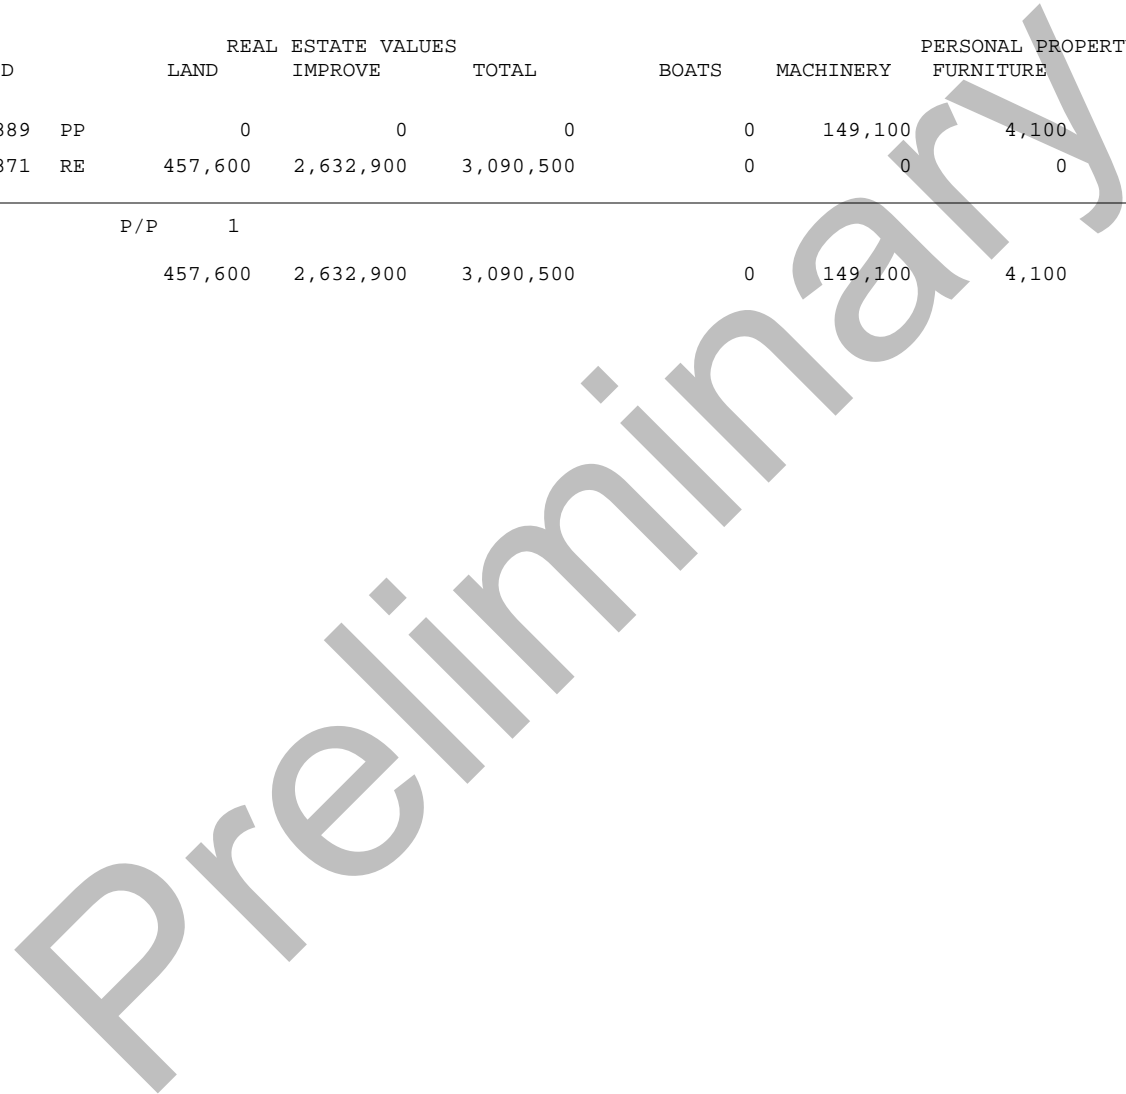 REAL ESTATE VALUES PERSONAL PROPERT
D LAND IMPROVE TOTAL BOATS MACHINERY FURNITURE
389 PP 0 0 0 0 149,100 4,100
371 RE 457,600 2,632,900 3,090,500 0 0 0
P/P 1
457,600 2,632,900 3,090,500 0 149,100 4,100
Preliminary